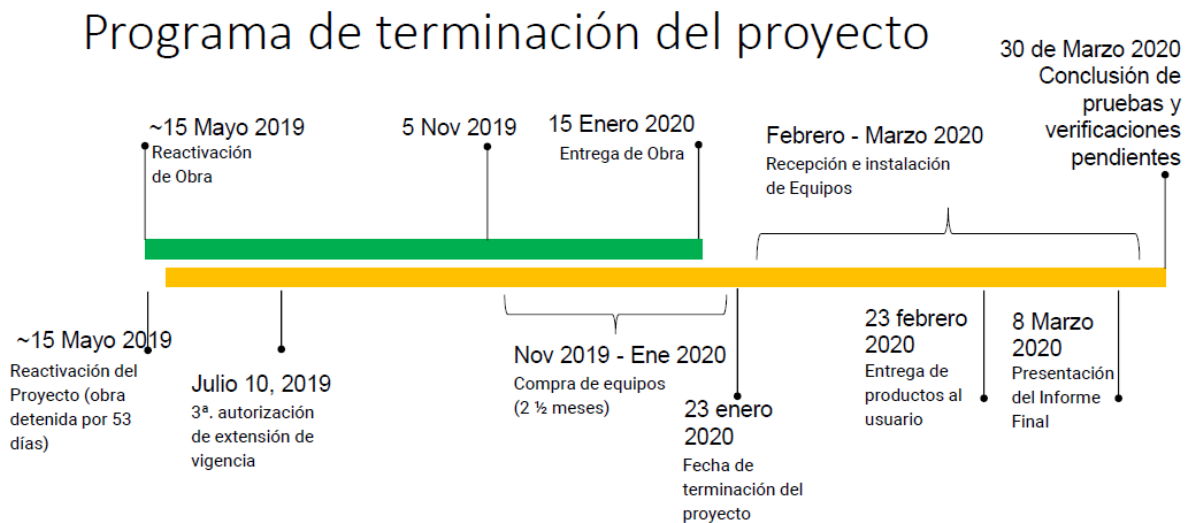 Programa de terminación del proyecto
~15 Mayo 2019
Reactivación
de Obra
5 Nov 2019
15 Enero 2020
Entrega de Obra
Febrero - Marzo 2020
Recepción e instalación
de Equipos
30 de Marzo 2020
Conclusión de
pruebas y
verificaciones
pendientes
~15 Mayo 2019
Reactivación del
Proyecto (obra
detenida por 53
días)
Julio 10, 2019
3ª. autorización
de extensión de
vigencia
Nov 2019 - Ene 2020
Compra de equipos
(2 ½ meses)
23 enero
2020
Fecha de
terminación del
proyecto
23 febrero
2020
Entrega de
productos al
usuario
8 Marzo
2020
Presentación
del Informe
Final